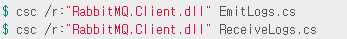 $ csc /r:"RabbitMQ.Client.dll" EmitLogs.cs
$ csc /r:"RabbitMQ.Client.dll" ReceiveLogs.cs